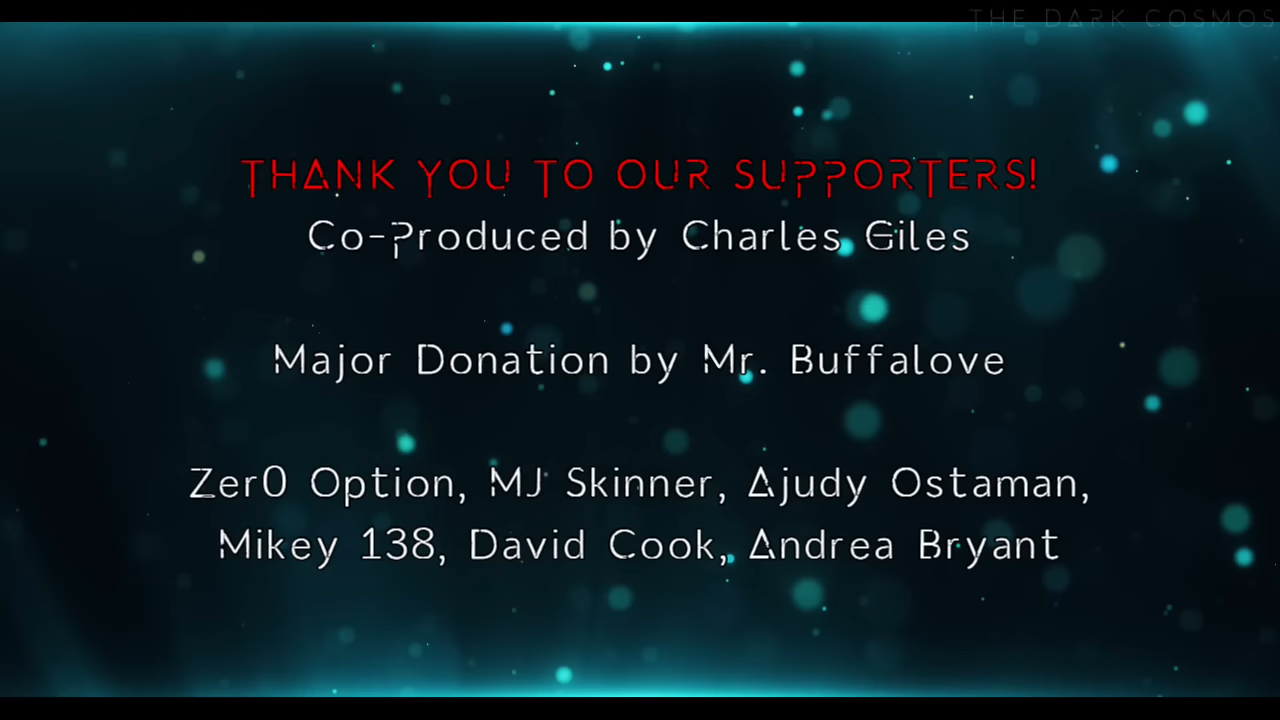 THE DARK COSMOS
THANK YOU TO OUR SUPPORTERS!
Co-Produced by Charles Giles
Major Donation by Mr. Buffalove
Zer0 Option, MJ Skinner, Ajudy Ostaman,
Mikey 138, David Cook, Andrea Bryant